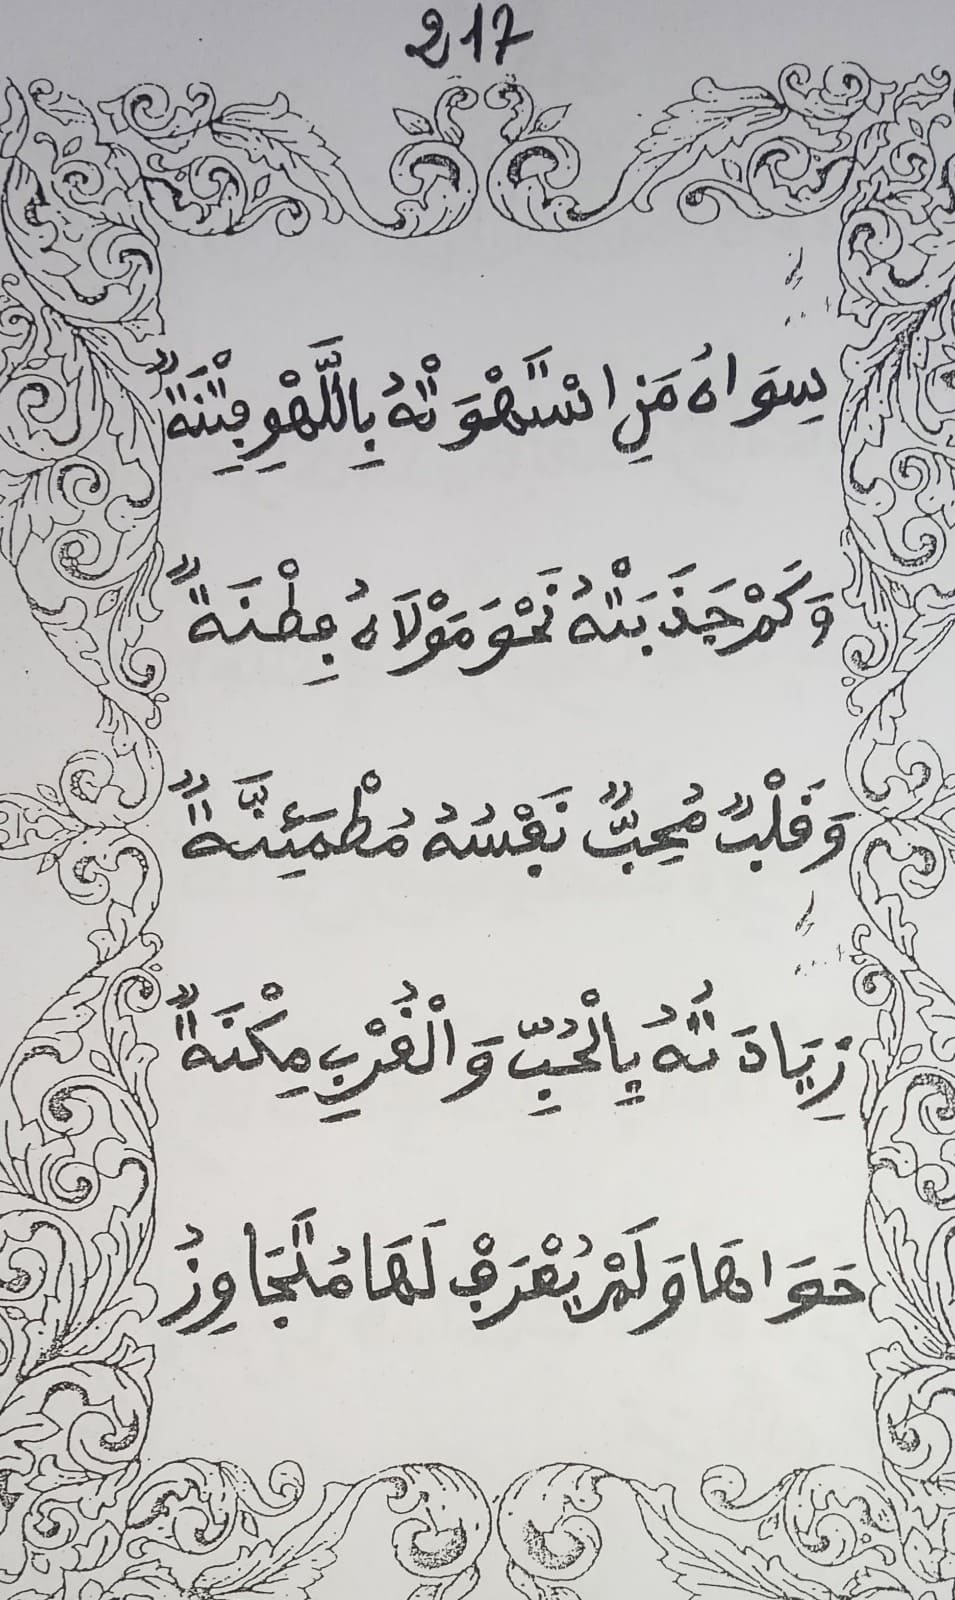 217
سِوَاهُ مَنِ اسْتَهْوَتْهُ بِاللَّهْوِ فِتْنَةٌ
وَكَمْ جَذَبَتْهُ نَحْوَ مَوْلَاهُ فِطْنَةٌ
وَقَلْبٌ مُحِبٌّ نَفْسُهُ مُطْمَئِنَّةٌ
زِيَادَتُهُ بِالْحُبِّ وَالْقُرْبِ مِكْنَةٌ
حَوَاهَا وَلَمْ يُعْرَفْ لَهَا مُتَجَاوِزُ